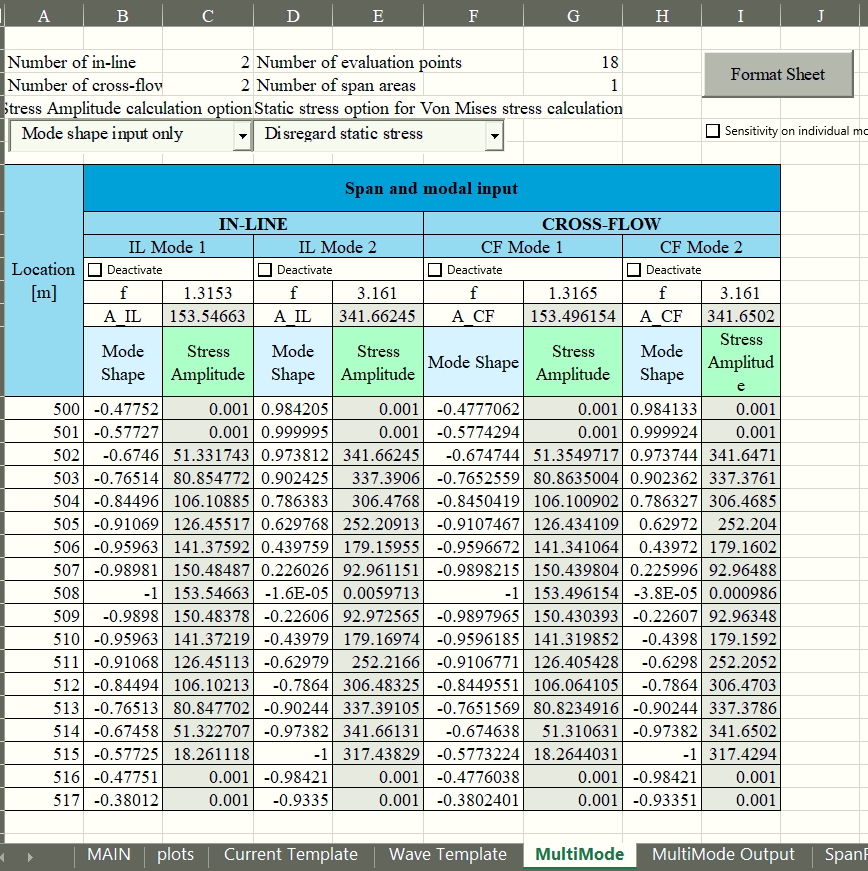 A B C D E F G H I J
Number of in-line 2 Number of evaluation points 18
Number of cross-flow 2 Number of span areas 1
Format Sheet
Stress Amplitude calculation option Static stress option for Von Mises stress calculation
Mode shape input only Disregard static stress
Sensitivity on individual mo
Span and modal input
IN-LINE CROSS-FLOW
IL Mode 1 IL Mode 2 CF Mode 1 CF Mode 2
Location [m]
Deactivate Deactivate Deactivate Deactivate
f 1.3153 f 3.161 f 1.3165 f 3.161
A_IL 153.54663 A_IL 341.66245 A_CF 153.496154 A_CF 341.6502
Mode Shape Stress Amplitude Mode Shape Stress Amplitude Mode Shape Stress Amplitude Mode Shape Stress Amplitud e
500 -0.47752 0.001 0.984205 0.001 -0.4777062 0.001 0.984133 0.001
501 -0.57727 0.001 0.999995 0.001 -0.5774294 0.001 0.999924 0.001
502 -0.6746 51.331743 0.973812 341.66245 -0.674744 51.3549717 0.973744 341.6471
503 -0.76514 80.854772 0.902425 337.3906 -0.7652559 80.8635004 0.902362 337.3761
504 -0.84496 106.10885 0.786383 306.4768 -0.8450419 106.100902 0.786327 306.4685
505 -0.91069 126.45517 0.629768 252.20913 -0.9107467 126.434109 0.62972 252.204
506 -0.95963 141.37592 0.439759 179.15955 -0.9596672 141.341064 0.43972 179.1602
507 -0.98981 150.48487 0.226026 92.961151 -0.9898215 150.439804 0.225996 92.96488
508 -1 153.54663 -1.6E-05 0.0059713 -1 153.496154 -3.8E-05 0.000986
509 -0.9898 150.48378 -0.22606 92.972565 -0.9897965 150.430393 -0.22607 92.96348
510 -0.95963 141.37219 -0.43979 179.16974 -0.9596185 141.319852 -0.4398 179.1592
511 -0.91068 126.45113 -0.62979 252.2166 -0.9106771 126.405428 -0.6298 252.2052
512 -0.84494 106.10213 -0.7864 306.48325 -0.8449551 106.064105 -0.7864 306.4703
513 -0.76513 80.847702 -0.90244 337.39105 -0.7651569 80.8234916 -0.90244 337.3786
514 -0.67458 51.322707 -0.97382 341.66131 -0.674638 51.310631 -0.97382 341.6502
515 -0.57725 18.261118 -1 317.43829 -0.5773224 18.2644031 -1 317.4294
516 -0.47751 0.001 -0.98421 0.001 -0.4776038 0.001 -0.98421 0.001
517 -0.38012 0.001 -0.9335 0.001 -0.3802401 0.001 -0.93351 0.001
MAIN plots Current Template Wave Template MultiMode MultiMode Output SpanF